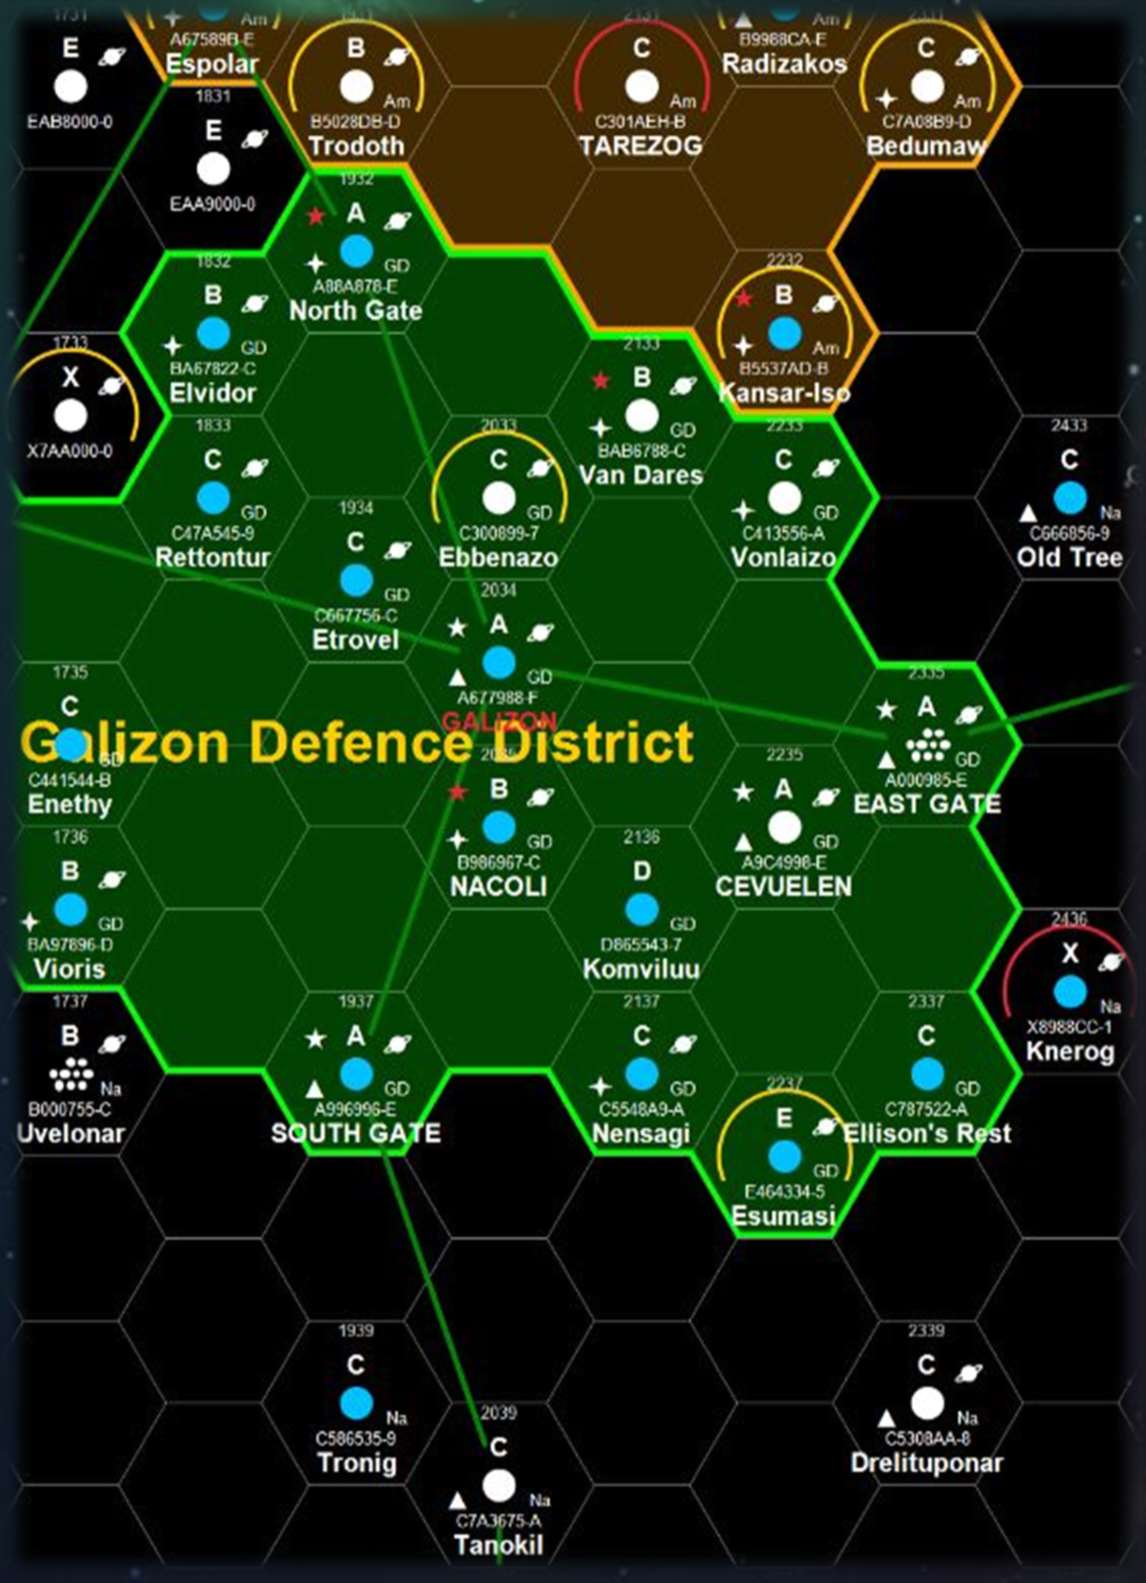 1731
E
EAB8000-0
Am
A67589B-E
Espolar
1831
E
EAA9000-0
B
Am
B5028DB-D
Trodoth
2131
C
Am
C301AEH-B
TAREZOG
Am
B9988CA-E
Radizakos
2331
C
Am
C7A08B9-D
Bedumaw
1932
A
GD
A88A878-E
North Gate
1832
B
GD
BA67822-C
Elvidor
2232
B
Am
B5537AD-B
Kansar-Iso
1733
X
X7AA000-0
2133
B
GD
BAB6788-C
Van Dares
1833
C
GD
C47A545-9
Rettontur
2033
C
GD
C300899-7
Ebbenazo
2233
C
GD
C413556-A
Vonlaizo
2433
C
Na
C666856-9
Old Tree
1934
C
GD
C667756-C
Etrovel
2034
A
GD
A677988-F
GALIZON
1735
C
GD
C441544-B
Enethy
Galizon Defence District
2335
A
GD
A000985-E
EAST GATE
2035
B
GD
B986967-C
NACOLI
2235
A
GD
A9C4998-E
CEVUELEN
1736
B
GD
BA97896-D
Vioris
2136
D
GD
D865543-7
Komviluu
2436
X
Na
X8988CC-1
Knerog
1737
B
Na
B000755-C
Uvelonar
1937
A
GD
A996996-E
SOUTH GATE
2137
C
GD
C5548A9-A
Nensagi
2337
C
GD
C787522-A
Ellison's Rest
2237
E
GD
E464334-5
Esumasi
1939
C
Na
C586535-9
Tronig
2339
C
Na
C5308AA-8
Drelituponar
2039
C
Na
C7A3675-A
Tanokil